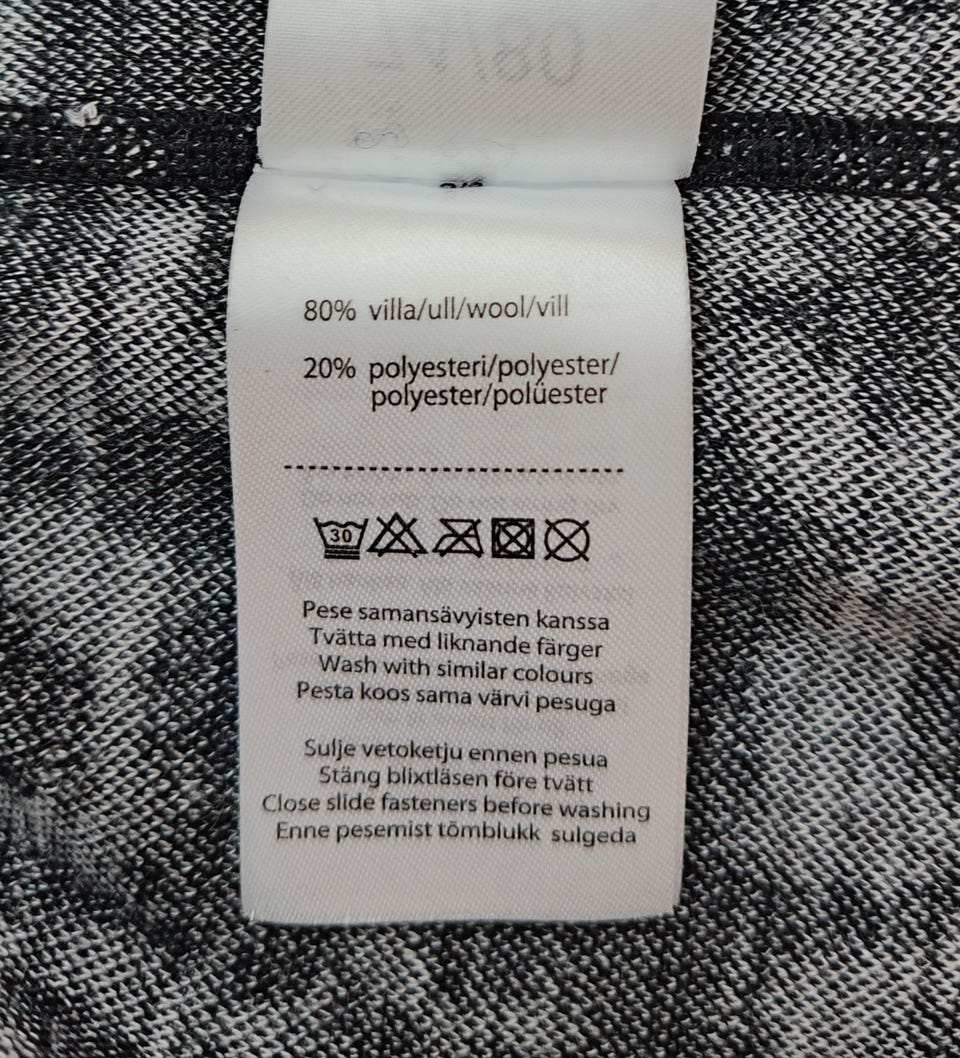 80% villa/ull/wool/vill
20% polyesteri/polyester/
polyester/polüester
30
Pese samansävyisten kanssa
Tvätta med liknande färger
Wash with similar colours
Pesta koos sama värvi pesuga
Sulje vetoketju ennen pesua
Stäng blixtläsen före tvätt
Close slide fasteners before washing
Enne pesemist tõmblukk sulgeda